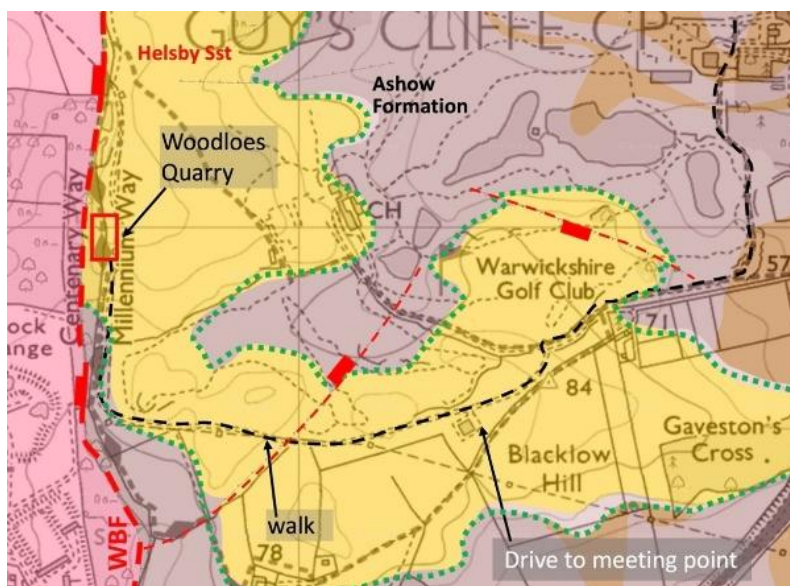 GUY'S CLIFFE CP
Helsby Sst
Ashow
Formation
Woodloes
Quarry
Centenary Way
Millennium Way
CH
Warwickshire
Golf Club
57
71
ock
ange
84
Gaveston's
Cross
Blacklow
Hill
walk
WBF
S
78
Drive to meeting point